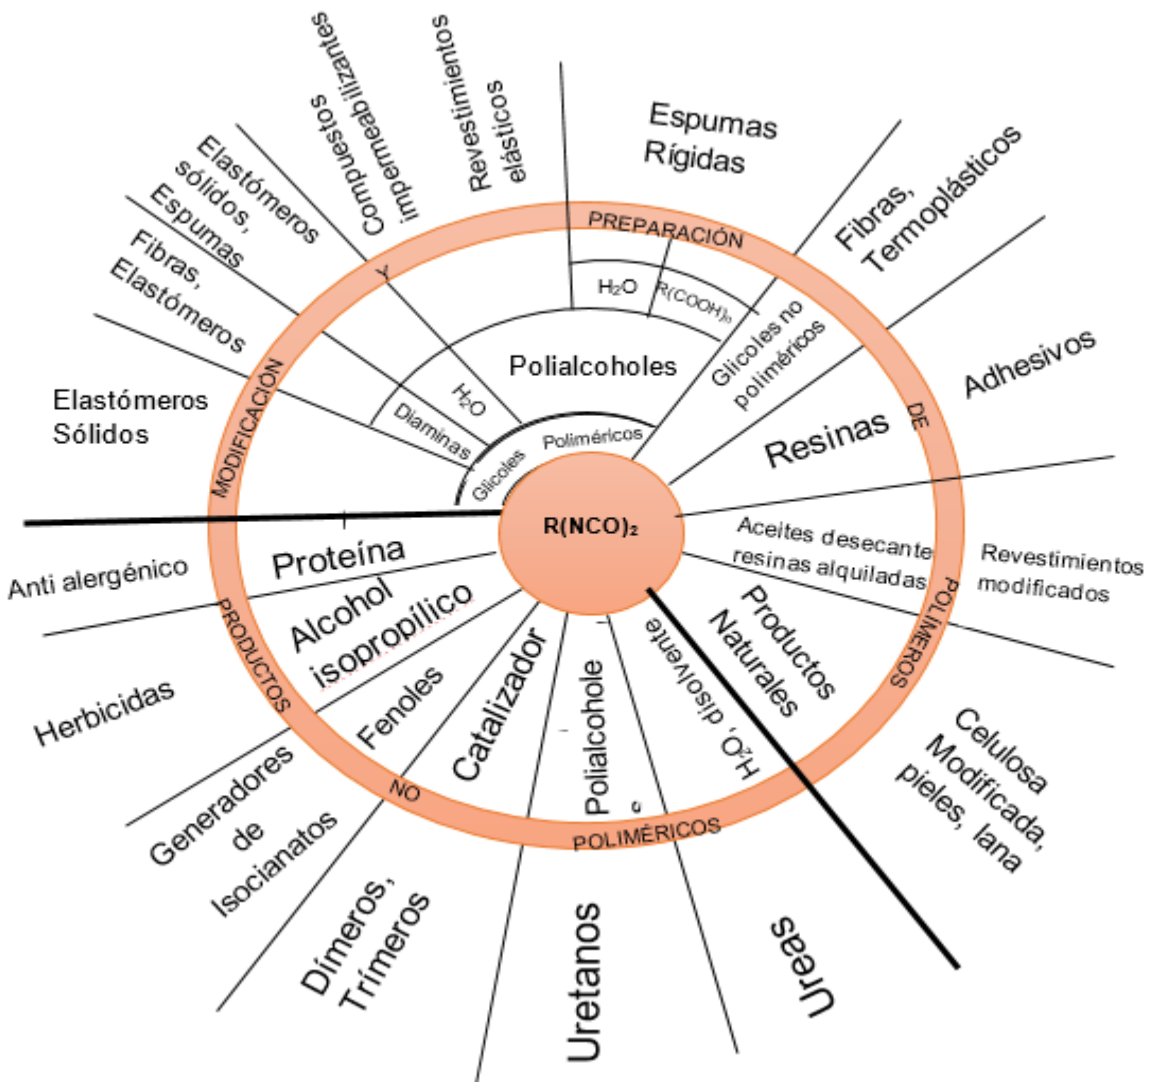 Compuestos
impermeabilizantes
Revestimientos
elásticos
Espumas
Rígidas
Fibras,
Termoplásticos
Adhesivos
Revestimientos
modificados
Celulosa
Modificada,
pieles, lana
Ureas
Uretanos
Dímeros,
Trímeros
Generadores
de
Isocianatos
Herbicidas
Anti alergénico
Elastómeros
Sólidos
Fibras,
Elastómeros
Elastómeros
sólidos,
Espumas
MODIFICACIÓN
Y
PREPARACIÓN
DE
POLÍMEROS
PRODUCTOS
NO
POLIMÉRICOS
H₂O
R(COOH)ₙ
Polialcoholes
Glicoles no
poliméricos
Resinas
Aceites desecante
resinas alquiladas
Productos
Naturales
H₂O, disolvente
Polialcohole
s
Catalizador
Fenoles
Alcohol
isopropílico
Proteína
Diaminas
H₂O
Glicoles
Poliméricos
R(NCO)₂